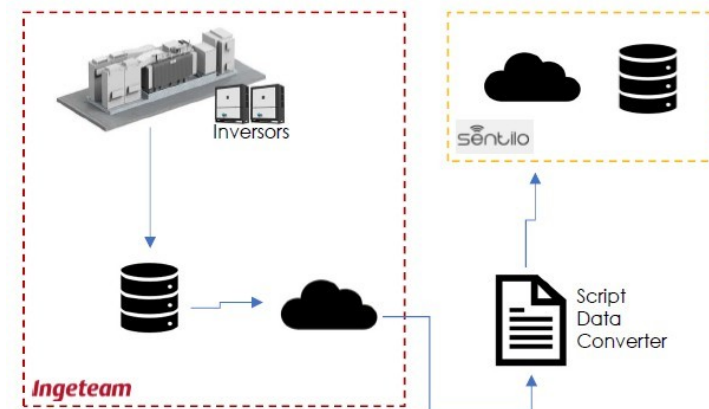 Inversors
sentilo
Script
Data
Converter
Ingeteam